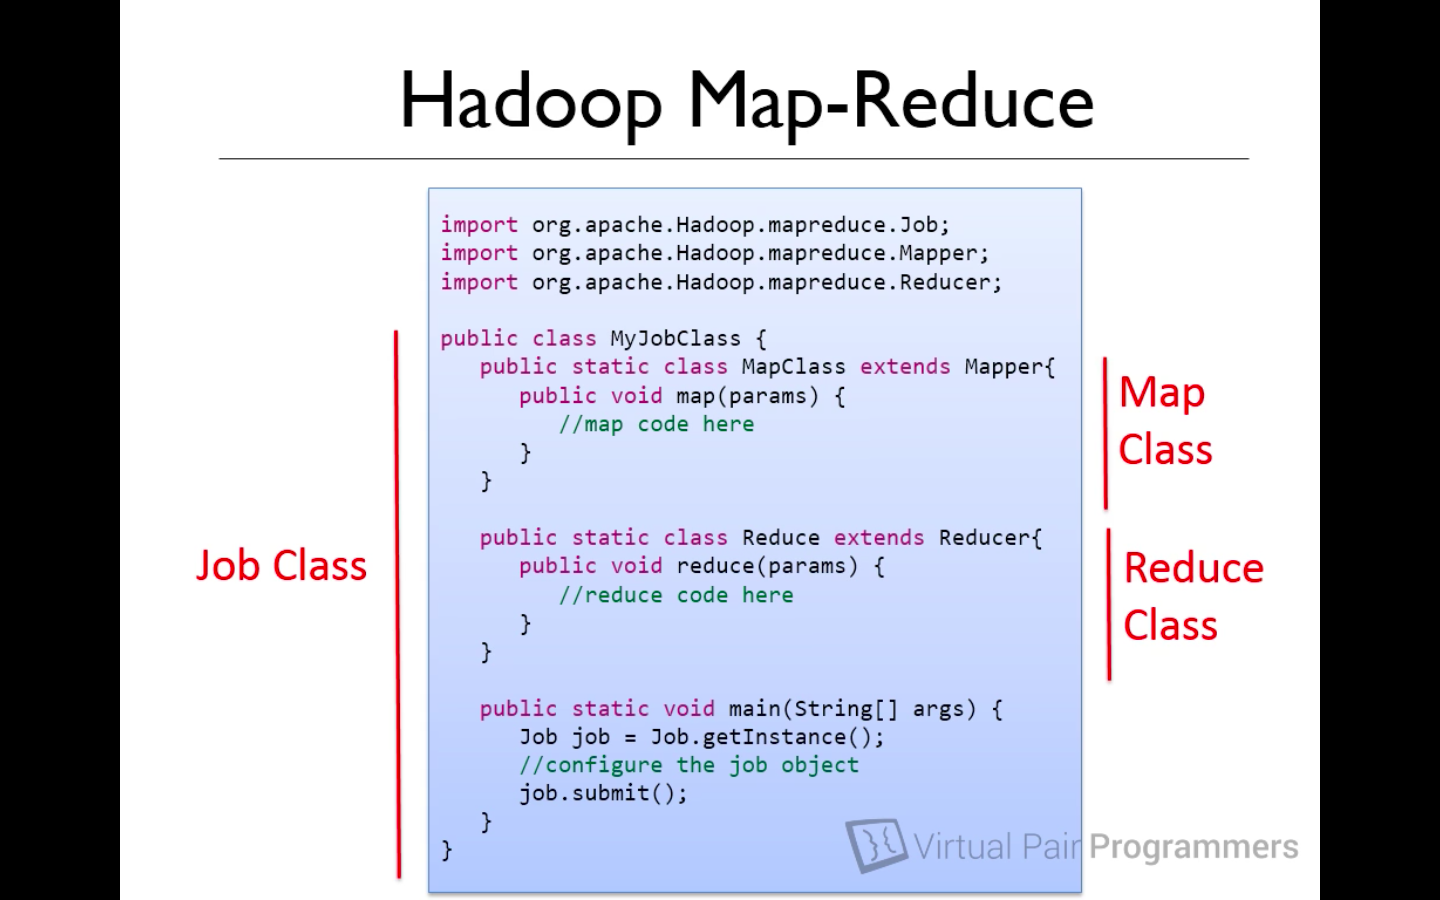 Hadoop Map-Reduce
import org.apache.Hadoop.mapreduce.Job;
import org.apache.Hadoop.mapreduce.Mapper;
import org.apache.Hadoop.mapreduce.Reducer;
public class MyJobClass {
public static class MapClass extends Mapper{
public void map(params) {
//map code here
}
}
public static class Reduce extends Reducer{
public void reduce(params) {
//reduce code here
}
}
public static void main(String[] args) {
Job job = Job.getInstance();
//configure the job object
job.submit();
}
}
Job Class
Map
Class
Reduce
Class
Virtual Pair Programmers